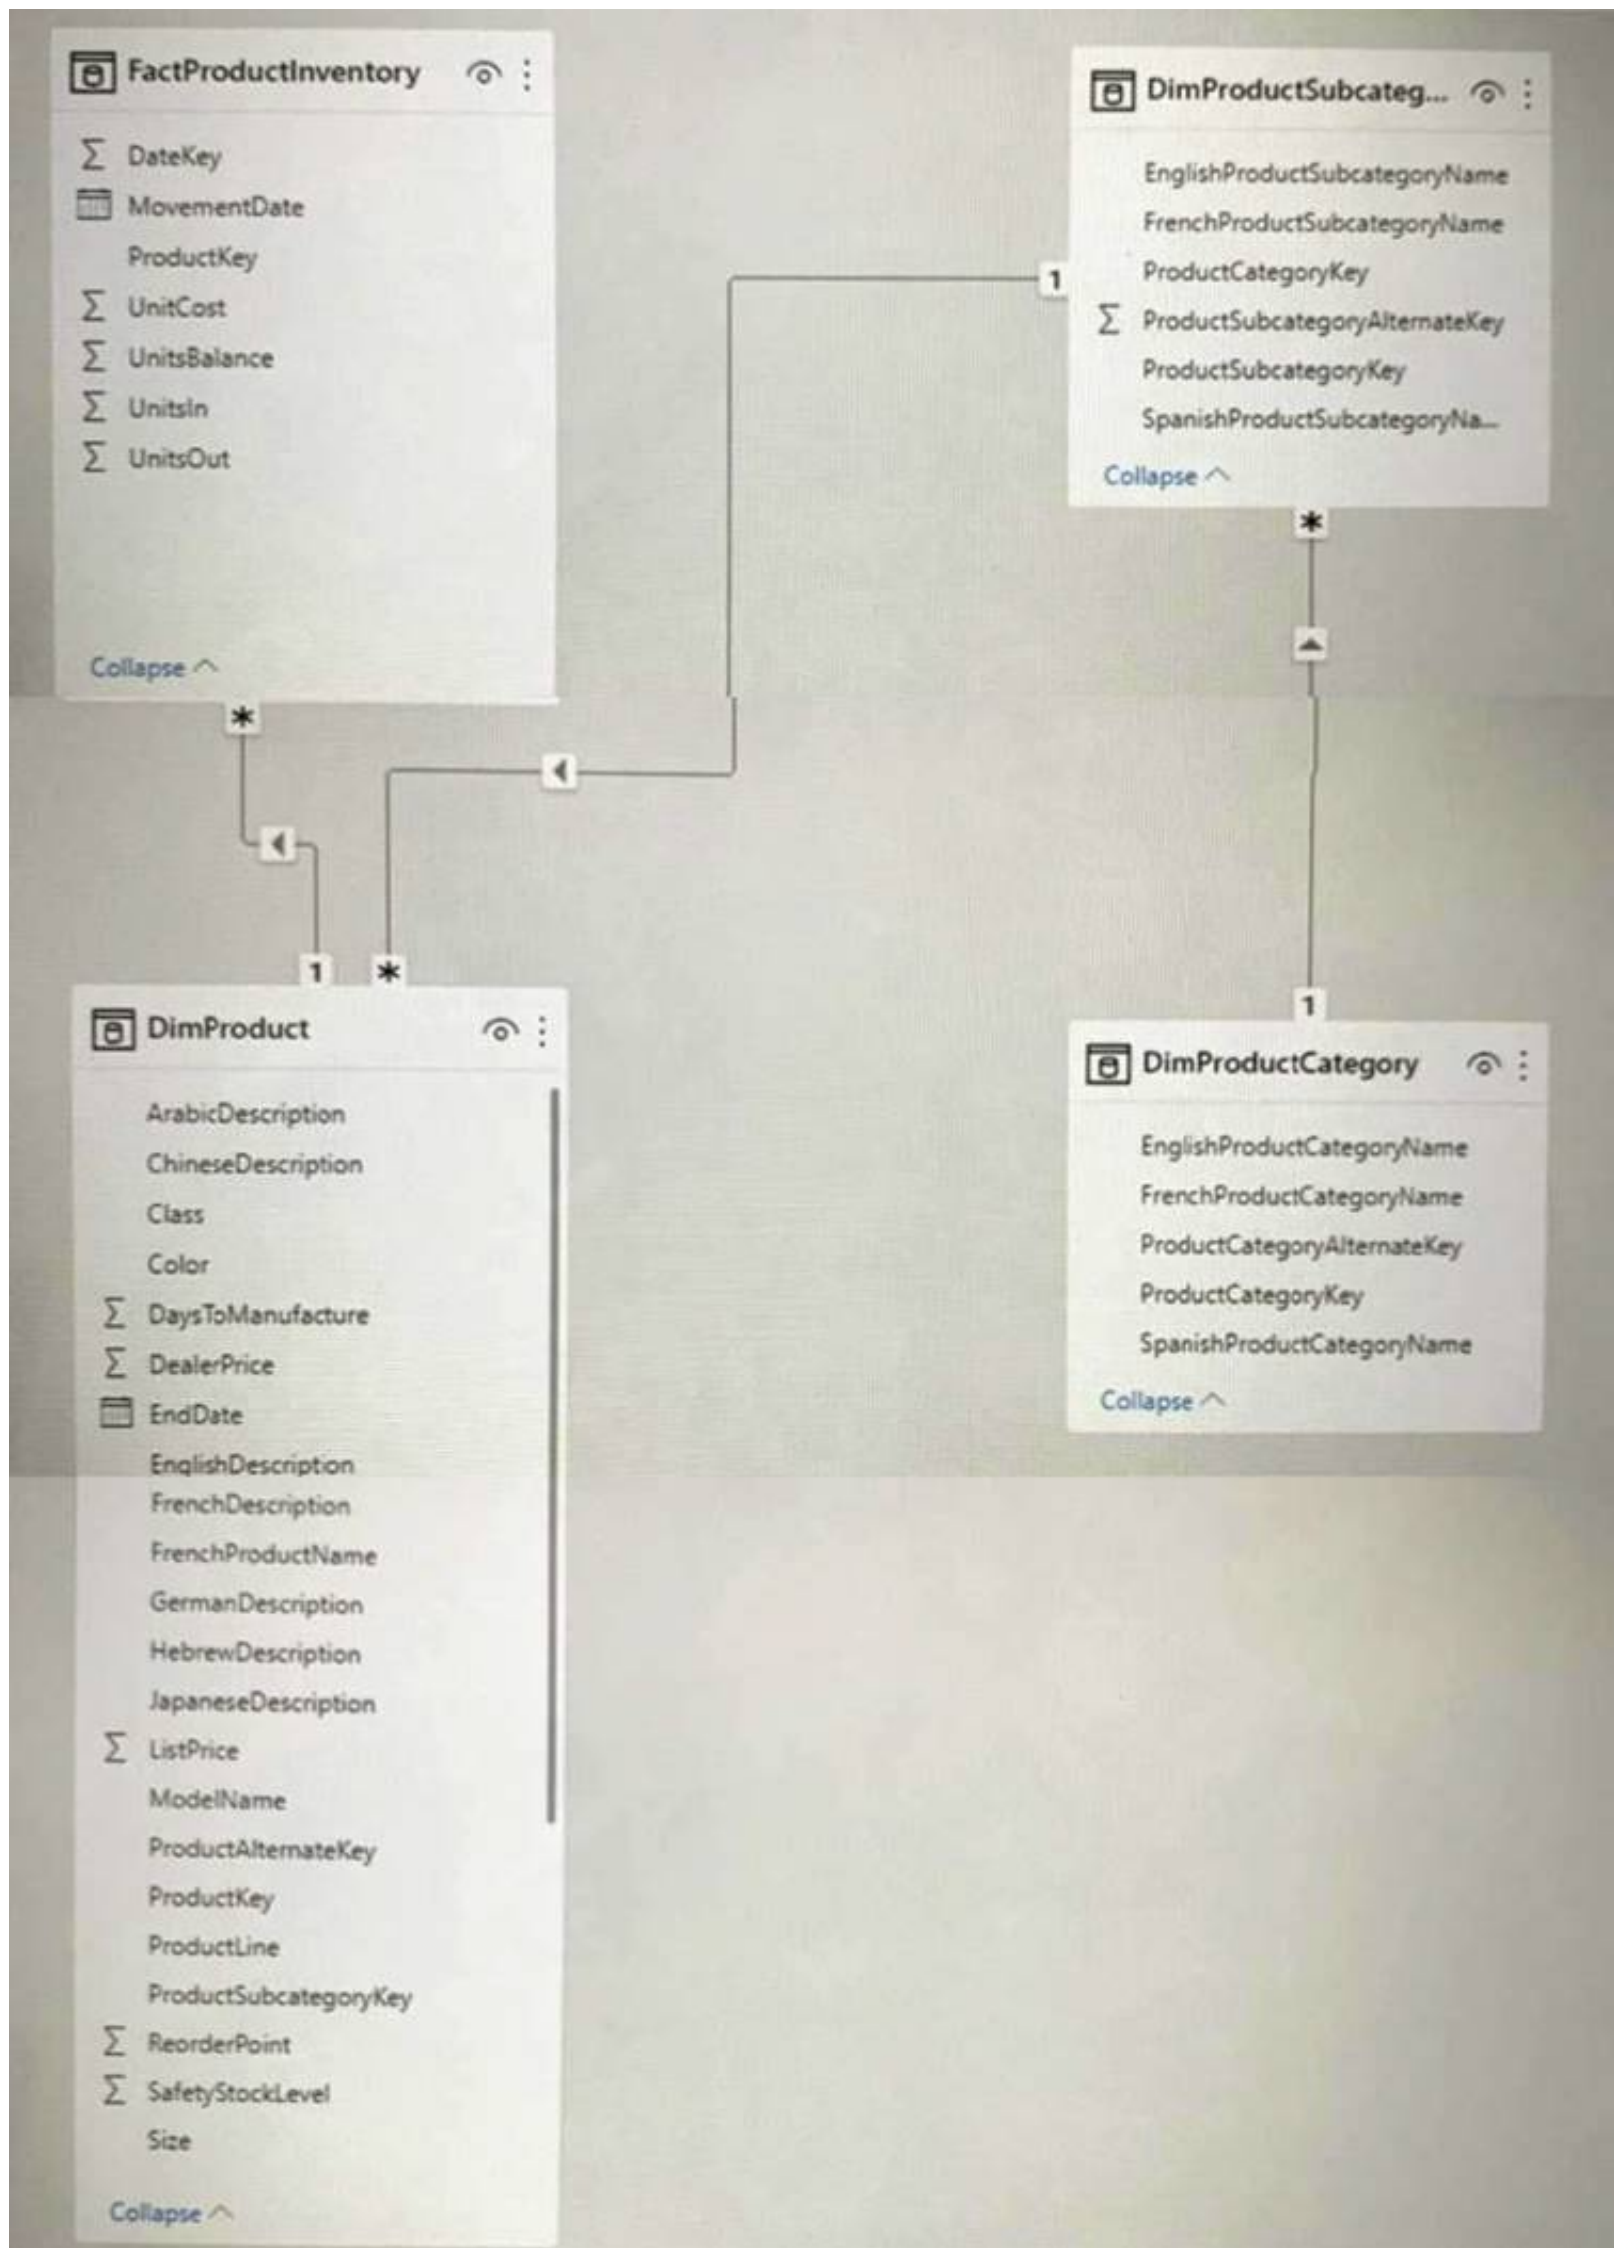 FactProductInventory
DateKey
MovementDate
ProductKey
UnitCost
UnitsBalance
UnitsIn
UnitsOut
Collapse
*
1
DimProductSubcateg...
EnglishProductSubcategoryName
FrenchProductSubcategoryName
ProductCategoryKey
ProductSubcategoryAlternateKey
ProductSubcategoryKey
SpanishProductSubcategoryNa...
Collapse
1
*
*
1
DimProduct
ArabicDescription
ChineseDescription
Class
Color
DaysToManufacture
DealerPrice
EndDate
EnglishDescription
FrenchDescription
FrenchProductName
GermanDescription
HebrewDescription
JapaneseDescription
ListPrice
ModelName
ProductAlternateKey
ProductKey
ProductLine
ProductSubcategoryKey
ReorderPoint
SafetyStockLevel
Size
Collapse
DimProductCategory
EnglishProductCategoryName
FrenchProductCategoryName
ProductCategoryAlternateKey
ProductCategoryKey
SpanishProductCategoryName
Collapse